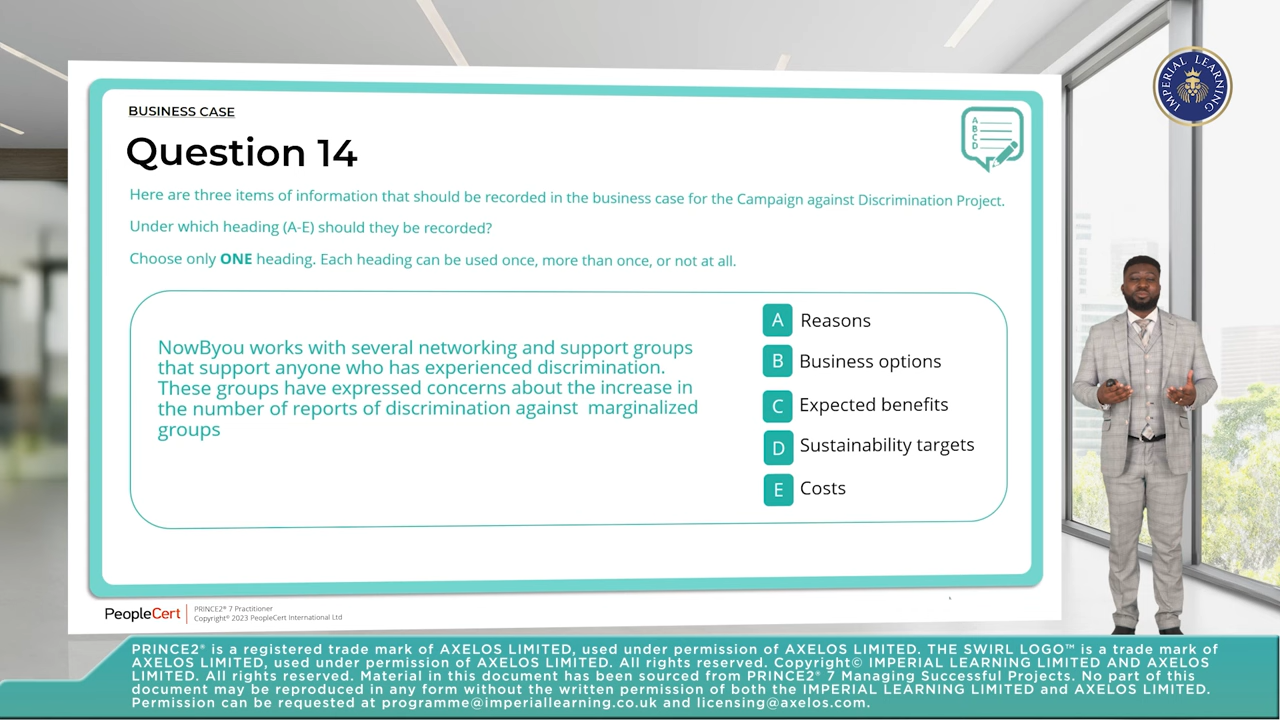 IMPERIAL LEARNING
BUSINESS CASE
Question 14
A
B
C
D
Here are three items of information that should be recorded in the business case for the Campaign against Discrimination Project.
Under which heading (A-E) should they be recorded?
Choose only ONE heading. Each heading can be used once, more than once, or not at all.
NowByou works with several networking and support groups
that support anyone who has experienced discrimination.
These groups have expressed concerns about the increase in
the number of reports of discrimination against marginalized
groups
A Reasons
B Business options
C Expected benefits
D Sustainability targets
E Costs
PeopleCert
PRINCE2® 7 Practitioner
Copyright© 2023 PeopleCert International Ltd
PRINCE2® is a registered trade mark of AXELOS LIMITED, used under permission of AXELOS LIMITED. THE SWIRL LOGO™ is a trade mark of
AXELOS LIMITED, used under permission of AXELOS LIMITED. All rights reserved. Copyright© IMPERIAL LEARNING LIMITED AND AXELOS
LIMITED. All rights reserved. Material in this document has been sourced from PRINCE2® 7 Managing Successful Projects. No part of this
document may be reproduced in any form without the written permission of both the IMPERIAL LEARNING LIMITED and AXELOS LIMITED.
Permission can be requested at programme@imperiallearning.co.uk and licensing@axelos.com.